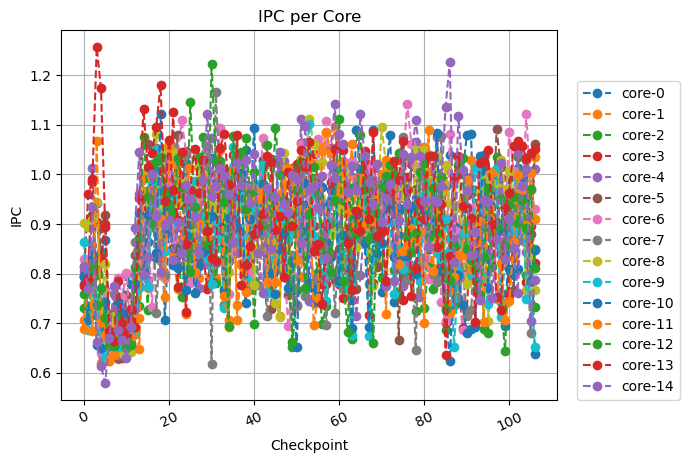 IPC per Core
IPC
1.2
1.1
1.0
0.9
0.8
0.7
0.6
0
20
40
60
80
100
Checkpoint
core-0
core-1
core-2
core-3
core-4
core-5
core-6
core-7
core-8
core-9
core-10
core-11
core-12
core-13
core-14